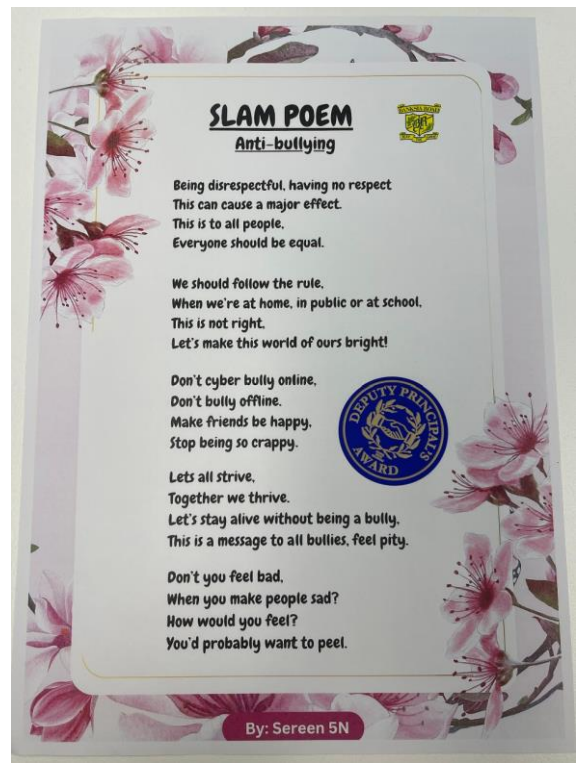 SLAM POEM
Anti-bullying
Being disrespectful, having no respect
This can cause a major effect.
This is to all people,
Everyone should be equal.
We should follow the rule,
When we're at home, in public or at school,
This is not right,
Let's make this world of ours bright!
Don't cyber bully online,
Don't bully offline.
Make friends be happy,
Stop being so crappy.
Lets all strive,
Together we thrive.
Let's stay alive without being a bully,
This is a message to all bullies, feel pity.
Don't you feel bad,
When you make people sad?
How would you feel?
You'd probably want to peel.
DEPUTY PRINCIPAL'S
AWARD
By: Sereen 5N